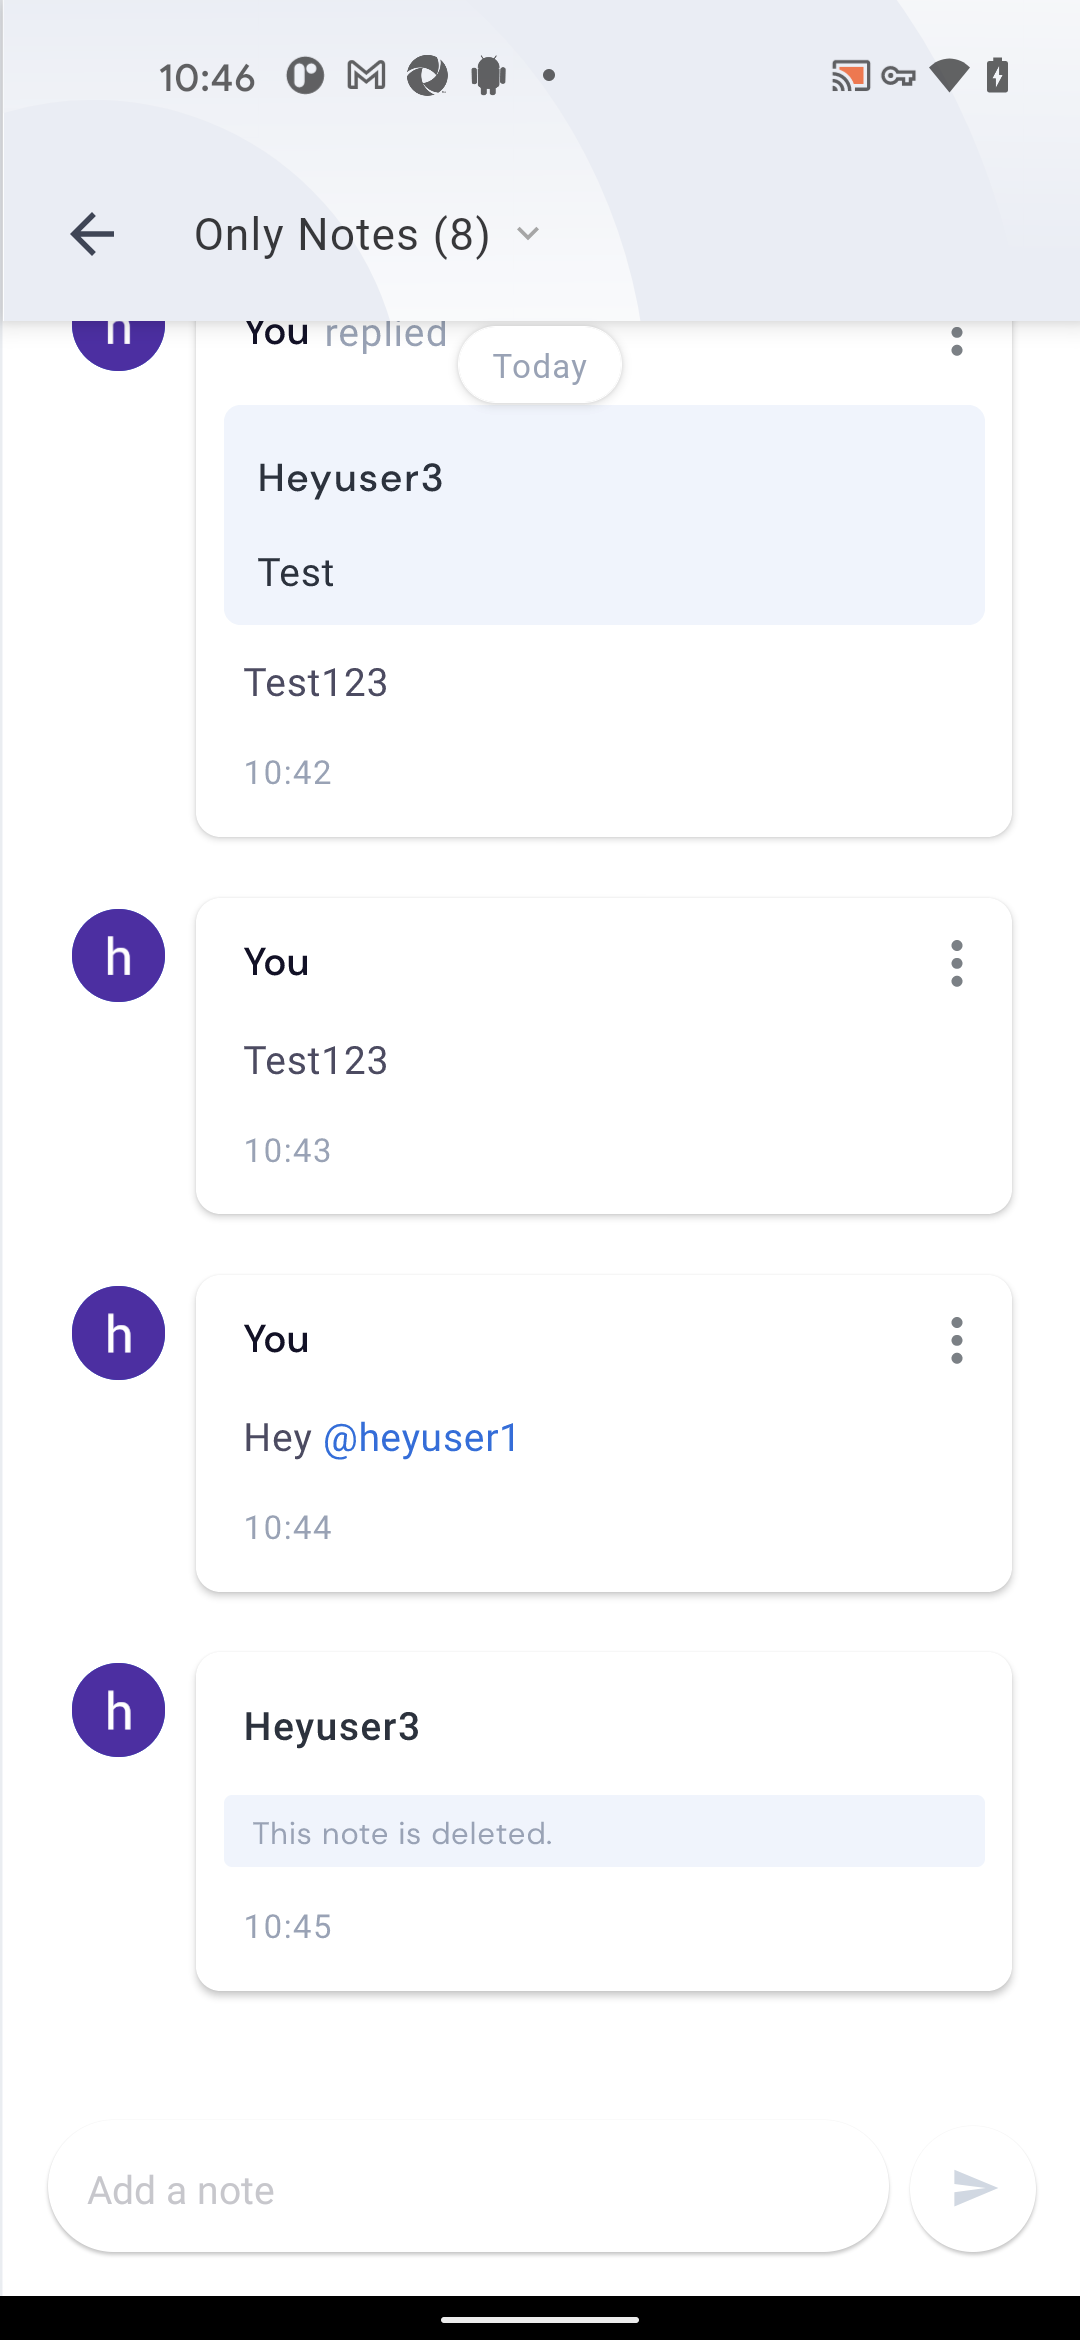 10:46
Only Notes (8)
h
You replied
Today
Heyuser3
Test
Test123
10:42
h
You
Test123
10:43
h
You
Hey @heyuser1
10:44
h
Heyuser3
This note is deleted.
10:45
Add a note